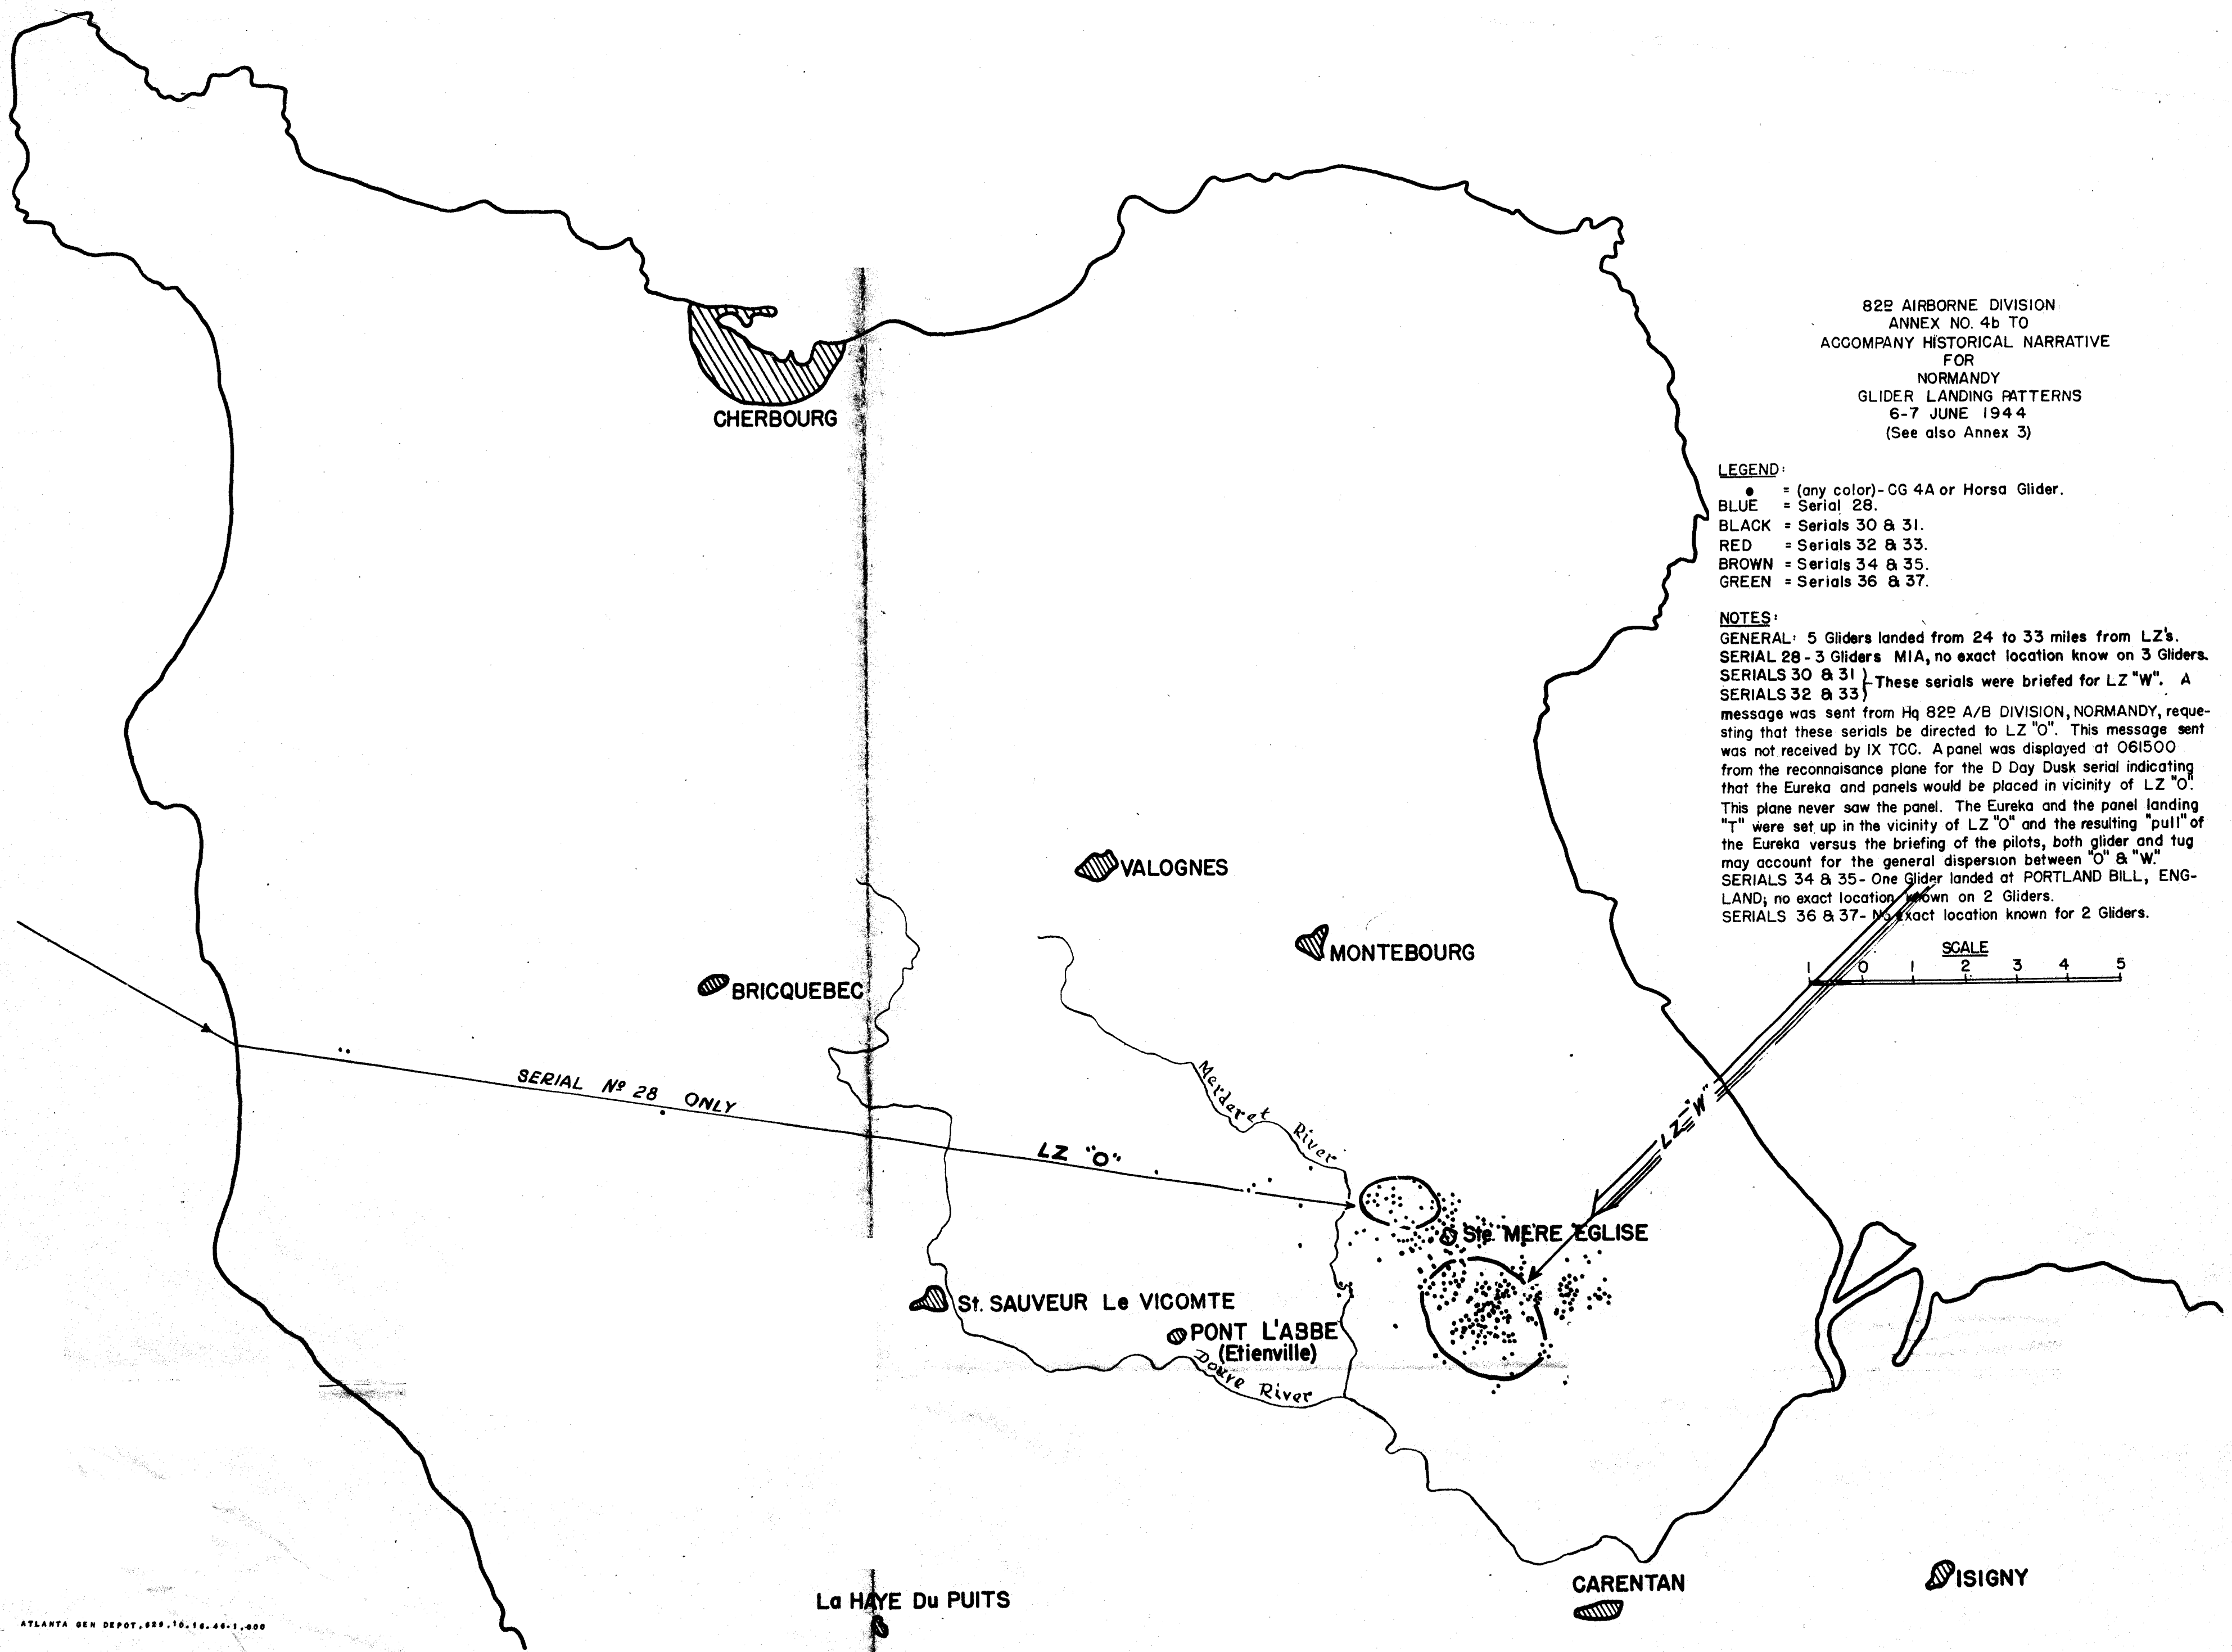 82D AIRBORNE DIVISION
ANNEX NO. 4b TO
ACCOMPANY HISTORICAL NARRATIVE
FOR
NORMANDY
GLIDER LANDING PATTERNS
6-7 JUNE 1944
(See also Annex 3)
LEGEND:
• = (any color)-CG 4A or Horsa Glider.
BLUE = Serial 28.
BLACK = Serials 30 & 31.
RED = Serials 32 & 33.
BROWN = Serials 34 & 35.
GREEN = Serials 36 & 37.
NOTES:
GENERAL: 5 Gliders landed from 24 to 33 miles from LZ's.
SERIAL 28-3 Gliders MIA, no exact location know on 3 Gliders.
SERIALS 30 & 31
SERIALS 32 & 33 } These serials were briefed for LZ "W". A
message was sent from Hq 82D A/B DIVISION, NORMANDY, reque-
sting that these serials be directed to LZ "O". This message sent
was not received by IX TCC. A panel was displayed at 061500
from the reconnaisance plane for the D Day Dusk serial indicating
that the Eureka and panels would be placed in vicinity of LZ "O".
This plane never saw the panel. The Eureka and the panel landing
"T" were set up in the vicinity of LZ "O" and the resulting "pull" of
the Eureka versus the briefing of the pilots, both glider and tug
may account for the general dispersion between "O" & "W."
SERIALS 34 & 35- One Glider landed at PORTLAND BILL, ENG-
LAND; no exact location known on 2 Gliders.
SERIALS 36 & 37- No exact location known for 2 Gliders.
SCALE
1 0 1 2 3 4 5
CHERBOURG
VALOGNES
MONTEBOURG
BRICQUEBEC
Merderet River
SERIAL Nº 28 ONLY
LZ "O"
LZ "W"
Ste. MERE EGLISE
St. SAUVEUR Le VICOMTE
PONT L'ABBE
(Etienville)
Douve River
CARENTAN
ISIGNY
La HAYE Du PUITS
ATLANTA GEN DEPOT,